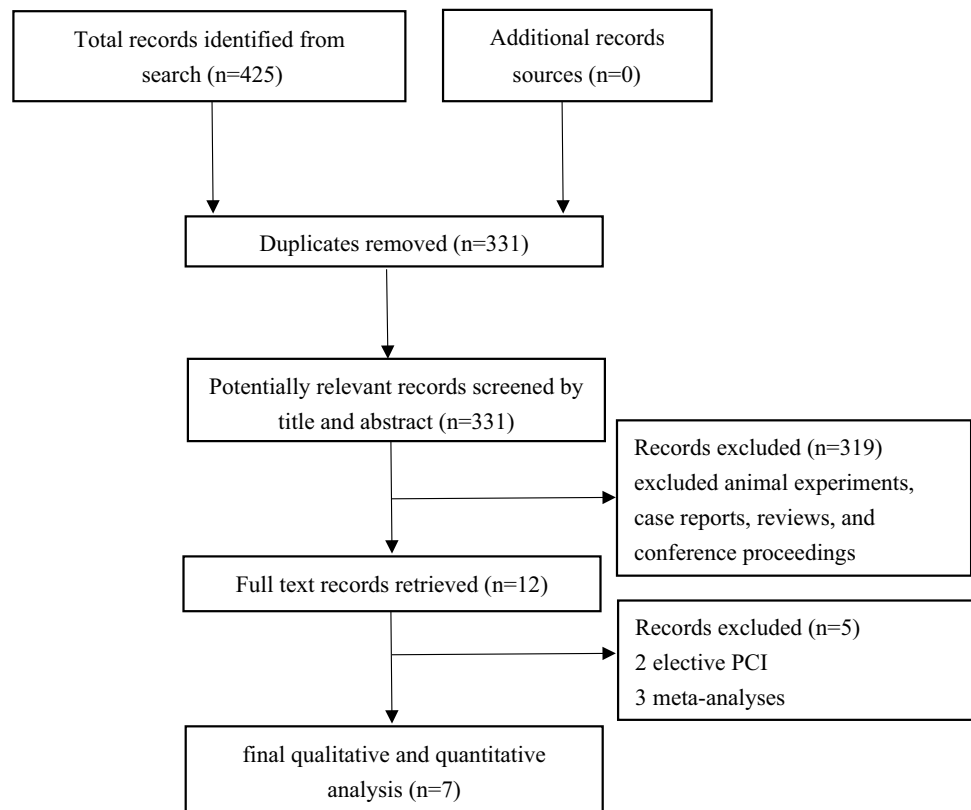 Total records identified from
search (n=425)
Additional records
sources (n=0)
Duplicates removed (n=331)
Potentially relevant records screened by
title and abstract (n=331)
Records excluded (n=319)
excluded animal experiments,
case reports, reviews, and
conference proceedings
Full text records retrieved (n=12)
Records excluded (n=5)
2 elective PCI
3 meta-analyses
final qualitative and quantitative
analysis (n=7)